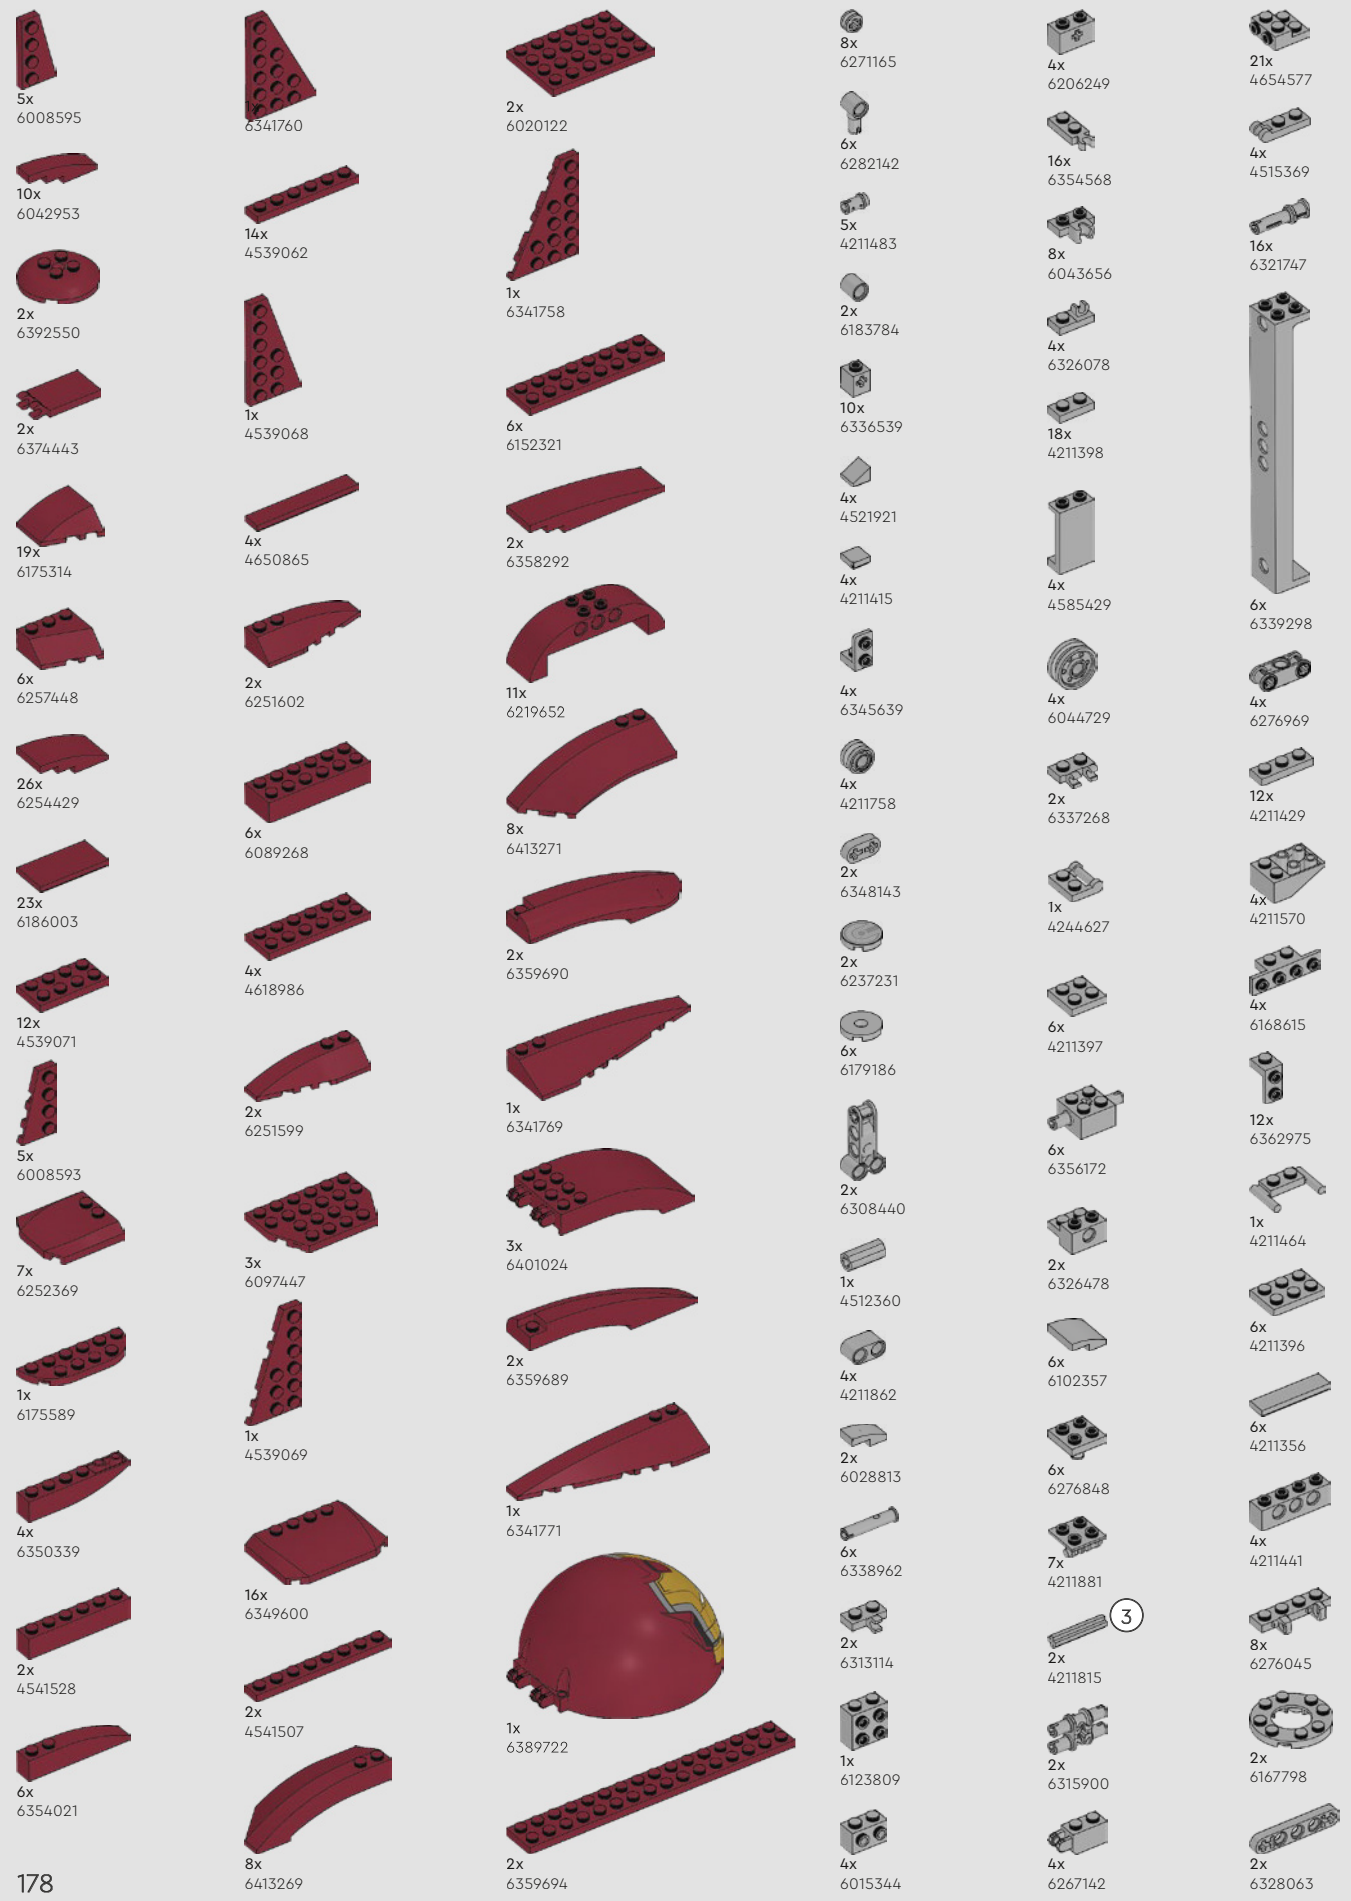 5x
6008595
10x
6042953
2x
6392550
2x
6374443
19x
6175314
6x
6257448
26x
6254429
23x
6186003
12x
4539071
5x
6008593
7x
6252369
1x
6175589
4x
6350339
2x
4541528
6x
6354021
178
1x
6341760
14x
4539062
1x
4539068
4x
4650865
2x
6251602
6x
6089268
4x
4618986
2x
6251599
3x
6097447
1x
4539069
16x
6349600
2x
4541507
8x
6413269
2x
6020122
1x
6341758
6x
6152321
2x
6358292
11x
6219652
8x
6413271
2x
6359690
1x
6341769
3x
6401024
2x
6359689
1x
6341771
1x
6389722
2x
6359694
8x
6271165
6x
6282142
5x
4211483
2x
6183784
10x
6336539
4x
4521921
4x
4211415
4x
6345639
4x
4211758
2x
6348143
2x
6237231
6x
6179186
2x
6308440
1x
4512360
4x
4211862
2x
6028813
6x
6338962
2x
6313114
1x
6123809
4x
6015344
4x
6206249
16x
6354568
8x
6043656
4x
6326078
18x
4211398
4x
4585429
4x
6044729
2x
6337268
1x
4244627
6x
4211397
6x
6356172
2x
6326478
6x
6102357
6x
6276848
7x
4211881
3
2x
4211815
2x
6315900
4x
6267142
21x
4654577
4x
4515369
16x
6321747
6x
6339298
4x
6276969
12x
4211429
4x
4211570
4x
6168615
12x
6362975
1x
4211464
6x
4211396
6x
4211356
4x
4211441
8x
6276045
2x
6167798
2x
6328063